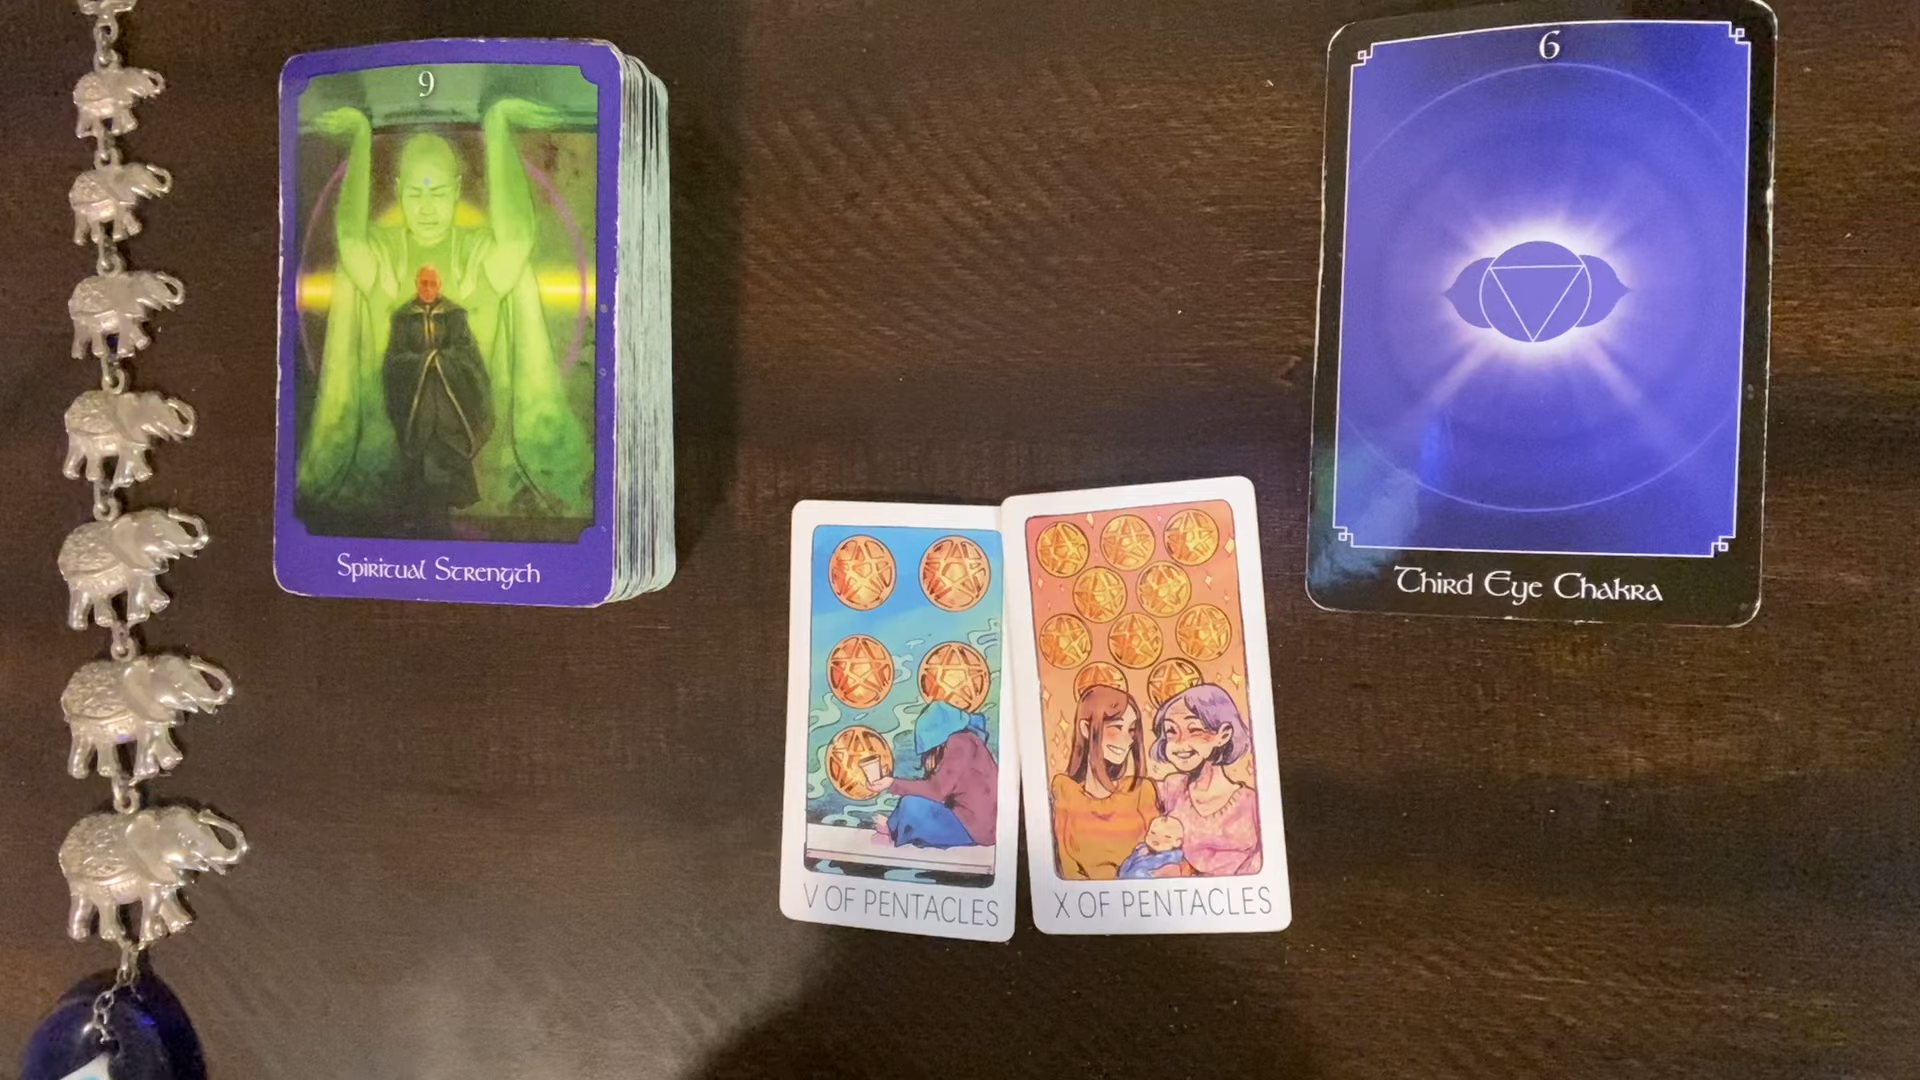 9
Spiritual Strength
6
Third Eye Chakra
V OF PENTACLES
X OF PENTACLES